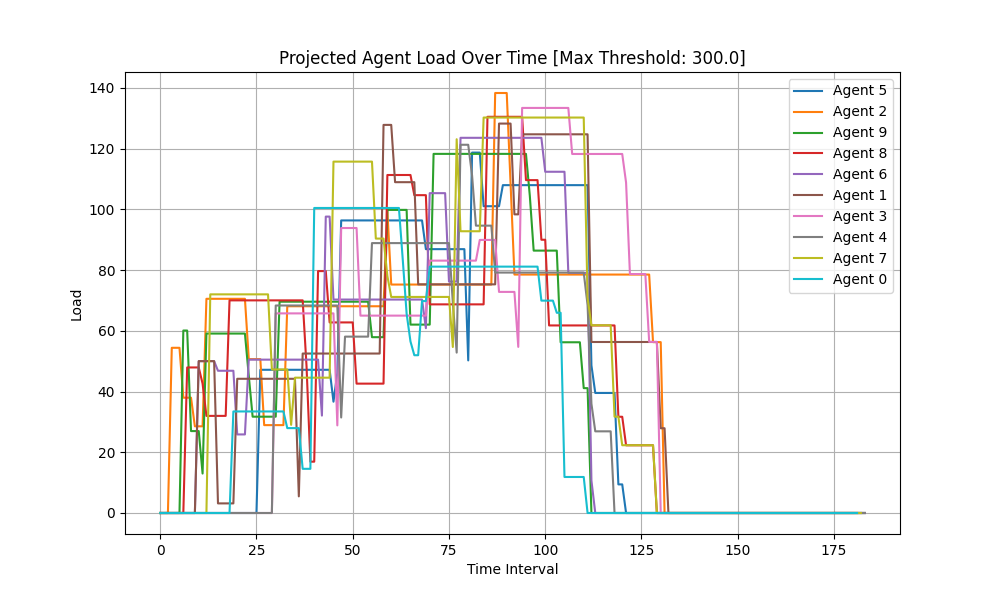 Projected Agent Load Over Time [Max Threshold: 300.0]
Load
140
120
100
80
60
40
20
0
0 25 50 75 100 125 150 175
Time Interval
Agent 5
Agent 2
Agent 9
Agent 8
Agent 6
Agent 1
Agent 3
Agent 4
Agent 7
Agent 0